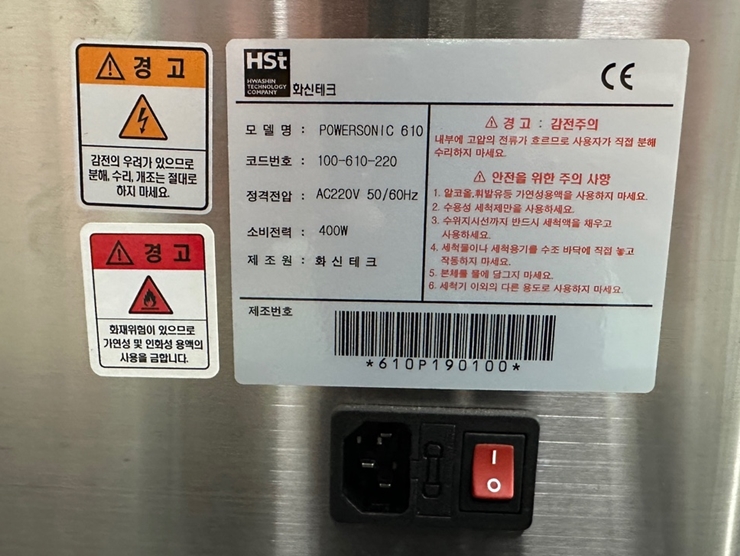 경고
감전의 우려가 있으므로
분해, 수리, 개조는 절대로
하지 마세요.
경고
화재위험이 있으므로
가연성 및 인화성 용액의
사용을 금합니다.
HSt
HWASHIN
TECHNOLOGY
COMPANY
화신테크
CE
모델명 : POWERSONIC 610
코드번호 : 100-610-220
정격전압 : AC220V 50/60Hz
소비전력 : 400W
제조원 : 화신테크
경고 : 감전주의
내부에 고압의 전류가 흐르므로 사용자가 직접 분해
수리하지 마세요.
안전을 위한 주의 사항
1. 알코올,휘발유등 가연성용액을 사용하지 마세요.
2. 수용성 세척제만을 사용하세요.
3. 수위지시선까지 반드시 세척액을 채우고
사용하세요.
4. 세척물이나 세척용기를 수조 바닥에 직접 놓고
작동하지 마세요.
5. 본체를 물에 담그지 마세요.
6. 세척기 이외의 다른 용도로 사용하지 마세요.
제조번호
*610P190100*